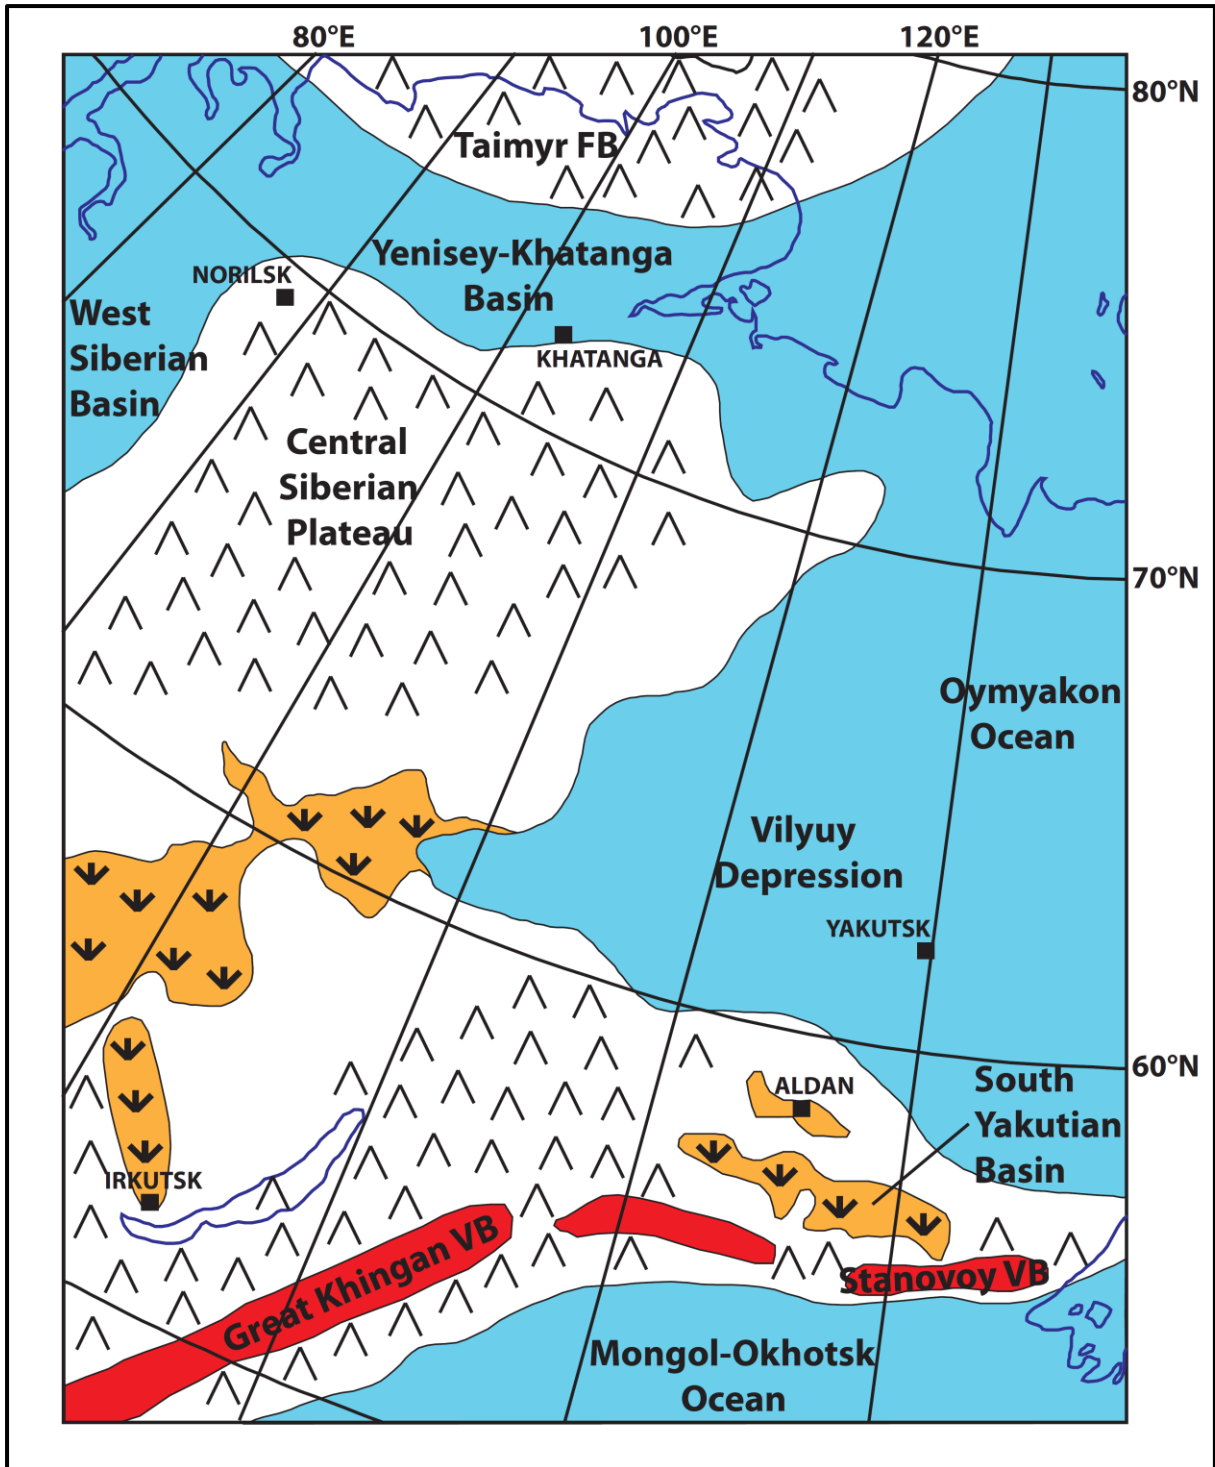 80°E
100°E
120°E
80°N
Taimyr FB
Yenisey-Khatanga
Basin
NORILSK
West
Siberian
Basin
KHATANGA
Central
Siberian
Plateau
70°N
Oymyakon
Ocean
Vilyuy
Depression
YAKUTSK
60°N
South
Yakutian
Basin
ALDAN
IRKUTSK
Great Khingan VB
Stanovoy VB
Mongol-Okhotsk
Ocean